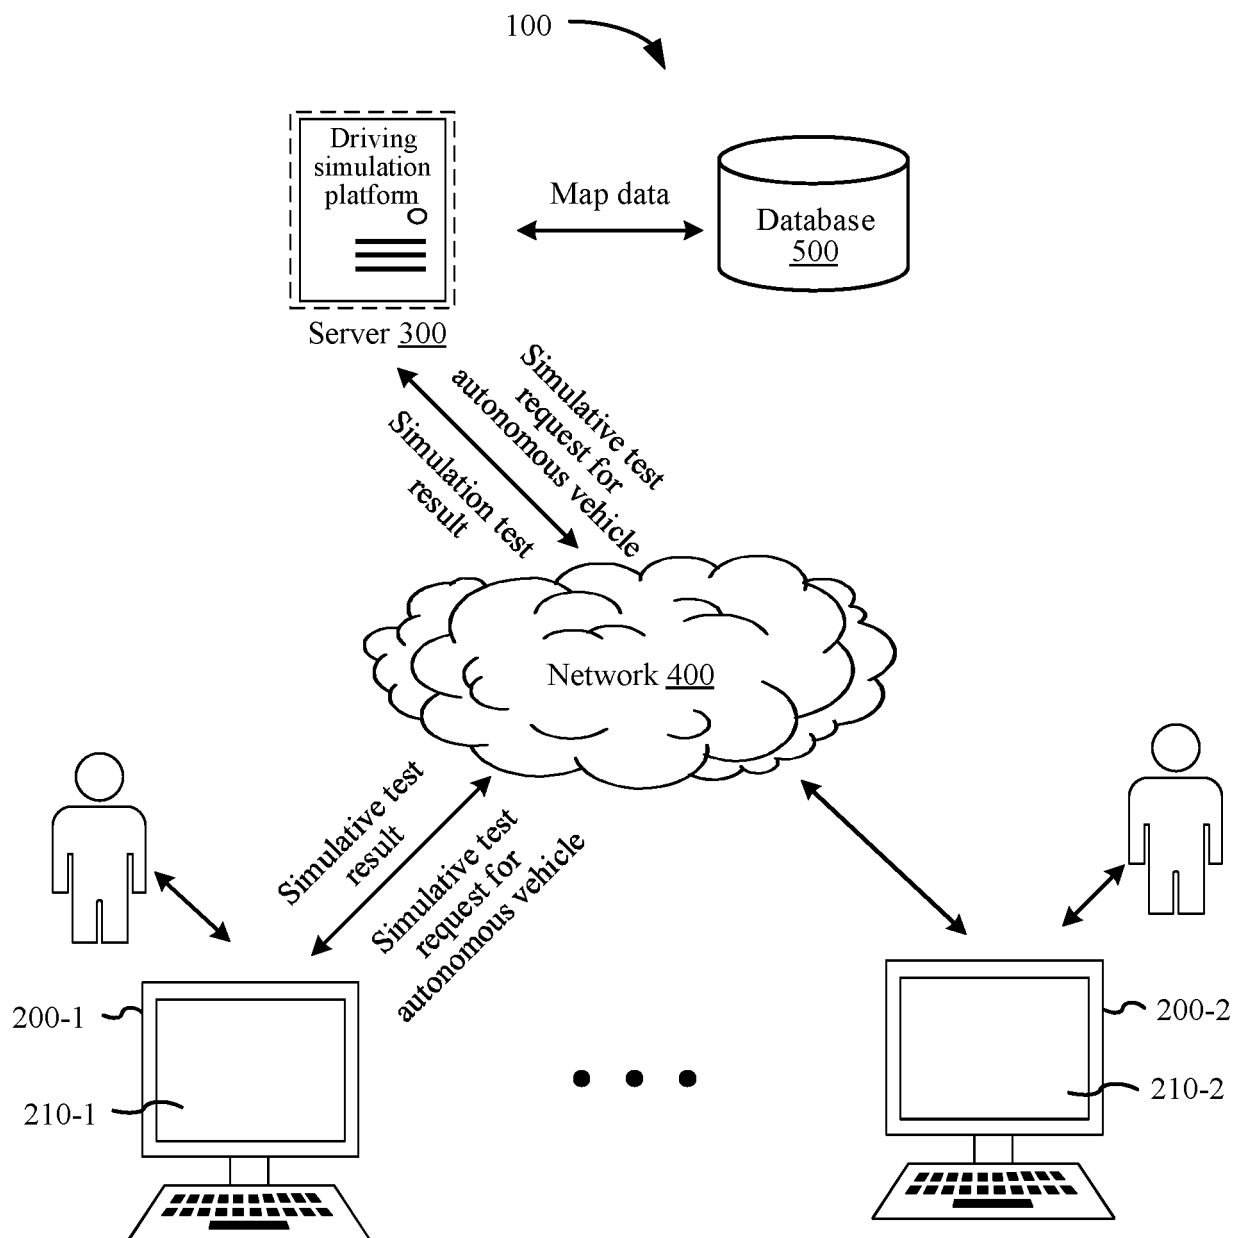 100
Driving
simulation
platform
Map data
Database
500
Server 300
Simulative test
request for
autonomous vehicle
Simulation test
result
Network 400
Simulative test
result
Simulative test
request for
autonomous vehicle
200-1
210-1
200-2
210-2